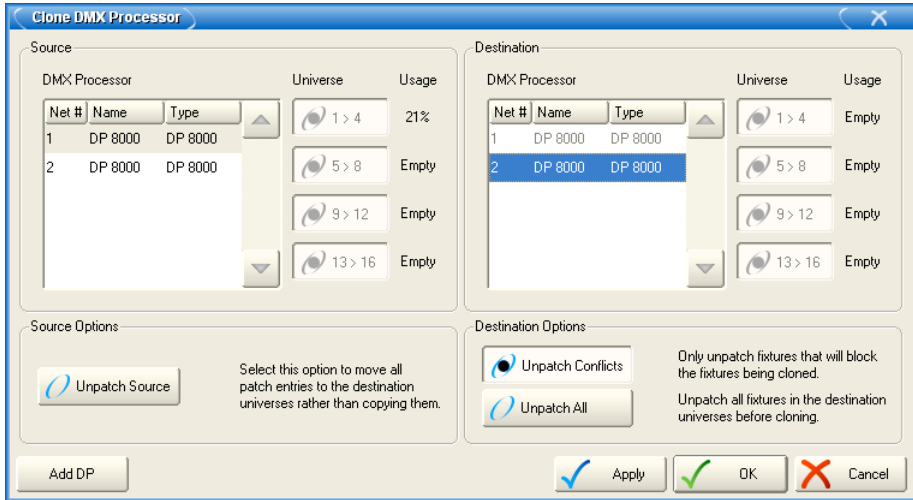 Clone DMX Processor
Source
DMX Processor Universe Usage
Net # Name Type
1 DP 8000 DP 8000
2 DP 8000 DP 8000
1 > 4 21%
5 > 8 Empty
9 > 12 Empty
13 > 16 Empty
Destination
DMX Processor Universe Usage
Net # Name Type
1 DP 8000 DP 8000
2 DP 8000 DP 8000
1 > 4 Empty
5 > 8 Empty
9 > 12 Empty
13 > 16 Empty
Source Options
Unpatch Source
Select this option to move all
patch entries to the destination
universes rather than copying them.
Destination Options
Unpatch Conflicts
Only unpatch fixtures that will block
the fixtures being cloned.
Unpatch All
Unpatch all fixtures in the destination
universes before cloning.
Add DP
Apply
OK
Cancel